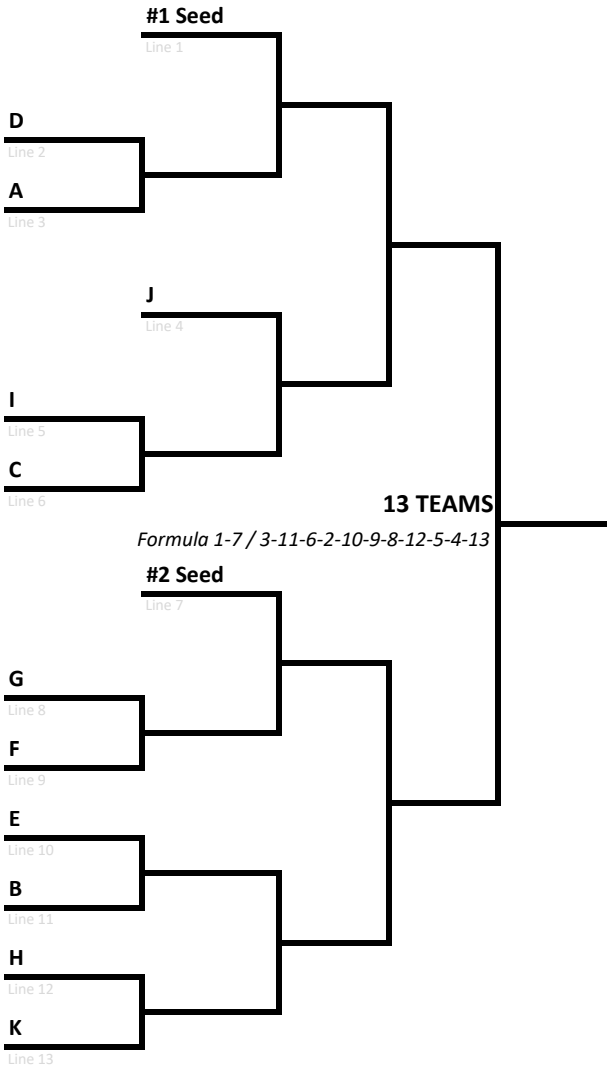 #1 Seed
Line 1
D
Line 2
A
Line 3
J
Line 4
I
Line 5
C
Line 6
13 TEAMS
Formula 1-7 / 3-11-6-2-10-9-8-12-5-4-13
#2 Seed
Line 7
G
Line 8
F
Line 9
E
Line 10
B
Line 11
H
Line 12
K
Line 13